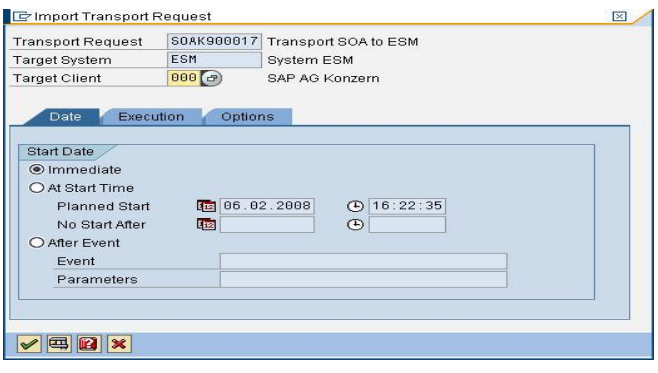 Import Transport Request
Transport Request SOAK900017 Transport SOA to ESM
Target System ESM System ESM
Target Client 000 SAP AG Konzern
Date Execution Options
Start Date
Immediate
At Start Time
Planned Start 06.02.2008 16:22:35
No Start After
After Event
Event
Parameters